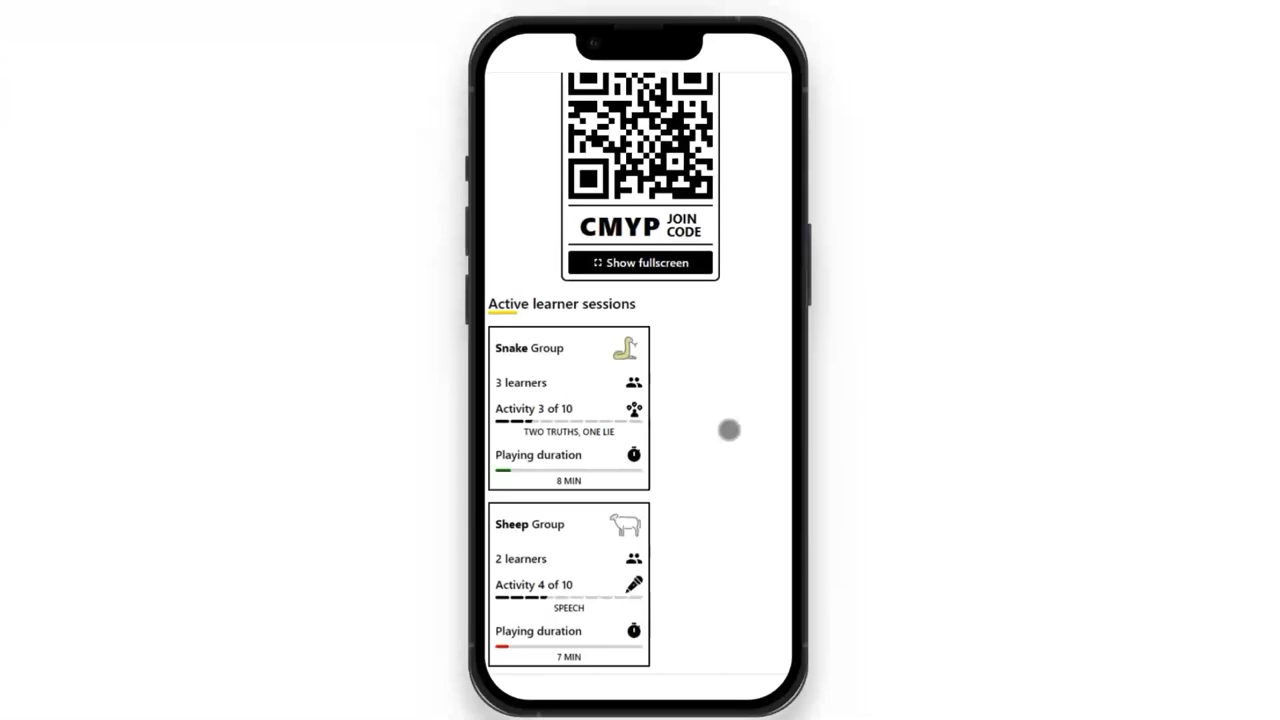 CMYP JOIN CODE
Show fullscreen
Active learner sessions
Snake Group
3 learners
Activity 3 of 10
TWO TRUTHS, ONE LIE
Playing duration
8 MIN
Sheep Group
2 learners
Activity 4 of 10
SPEECH
Playing duration
7 MIN